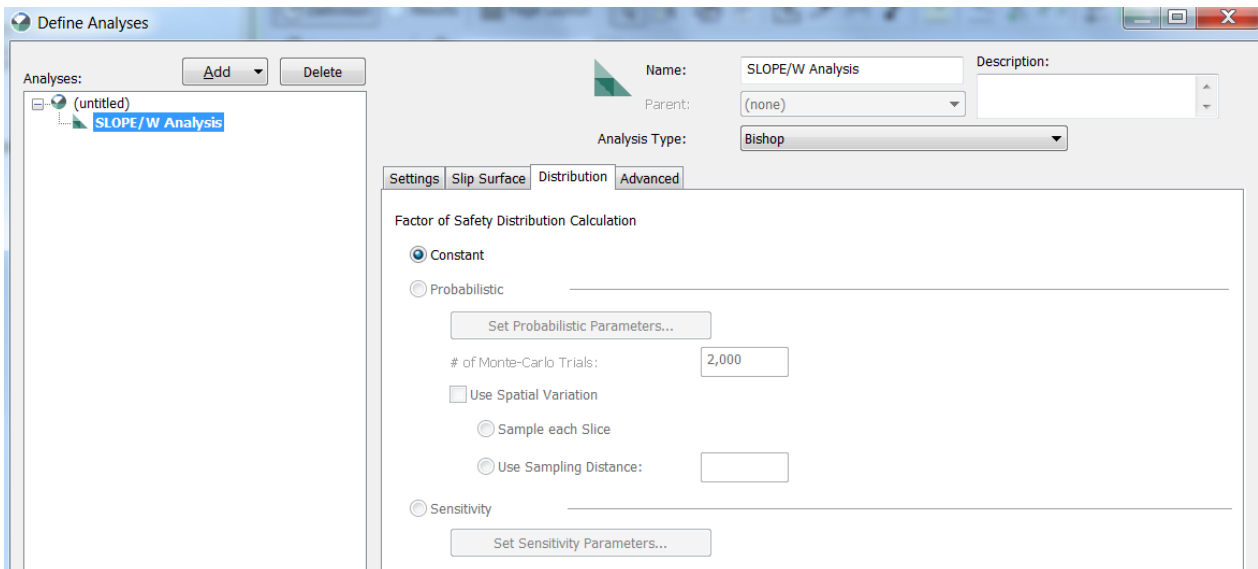 Define Analyses
Analyses:
Add
Delete
(untitled)
SLOPE/W Analysis
Name:
SLOPE/W Analysis
Description:
Parent:
(none)
Analysis Type:
Bishop
Settings
Slip Surface
Distribution
Advanced
Factor of Safety Distribution Calculation
Constant
Probabilistic
Set Probabilistic Parameters...
# of Monte-Carlo Trials:
2,000
Use Spatial Variation
Sample each Slice
Use Sampling Distance:
Sensitivity
Set Sensitivity Parameters...